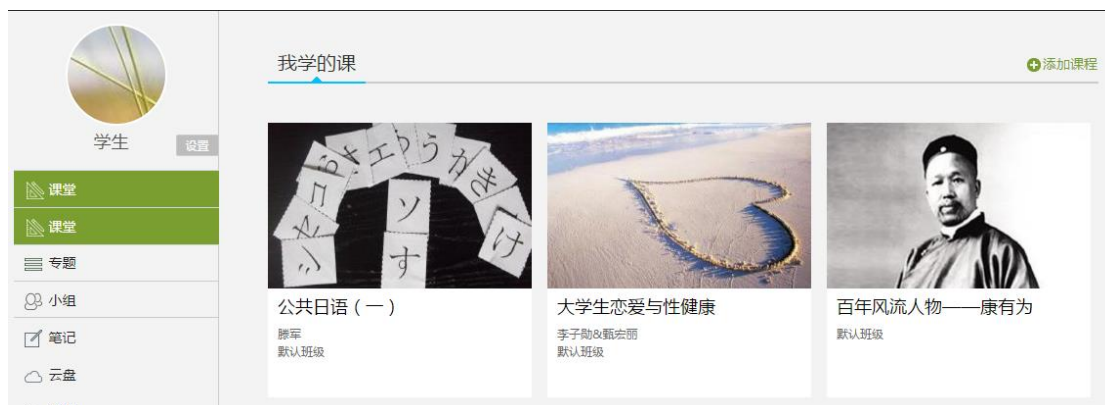 学生
设置
课堂
课堂
专题
小组
笔记
云盘
我学的课
添加课程
公共日语（一）
滕军
默认班级
大学生恋爱与性健康
李子勋&甄宏丽
默认班级
百年风流人物——康有为
默认班级
ソ
す
け